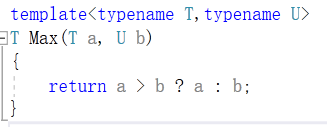 template<typename T,typename U>
T Max(T a, U b)
{
    return a > b ? a : b;
}